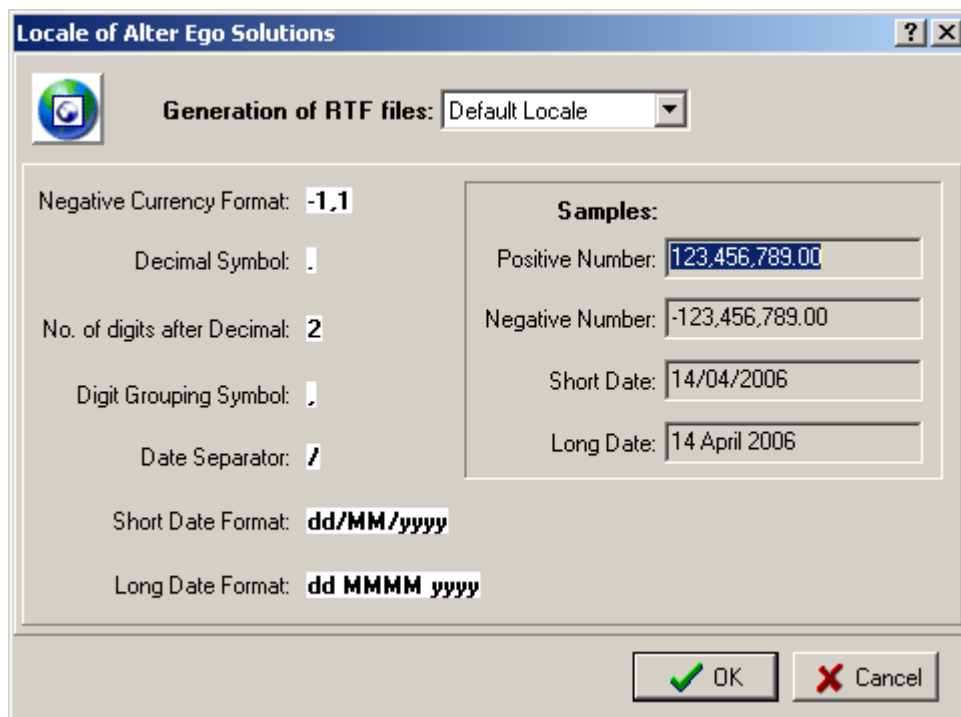 Locale of Alter Ego Solutions
Generation of RTF files: Default Locale
Negative Currency Format: -1,1
Decimal Symbol: .
No. of digits after Decimal: 2
Digit Grouping Symbol: ,
Date Separator: /
Short Date Format: dd/MM/yyyy
Long Date Format: dd MMMM yyyy
Samples:
Positive Number: 123,456,789.00
Negative Number: -123,456,789.00
Short Date: 14/04/2006
Long Date: 14 April 2006
OK Cancel